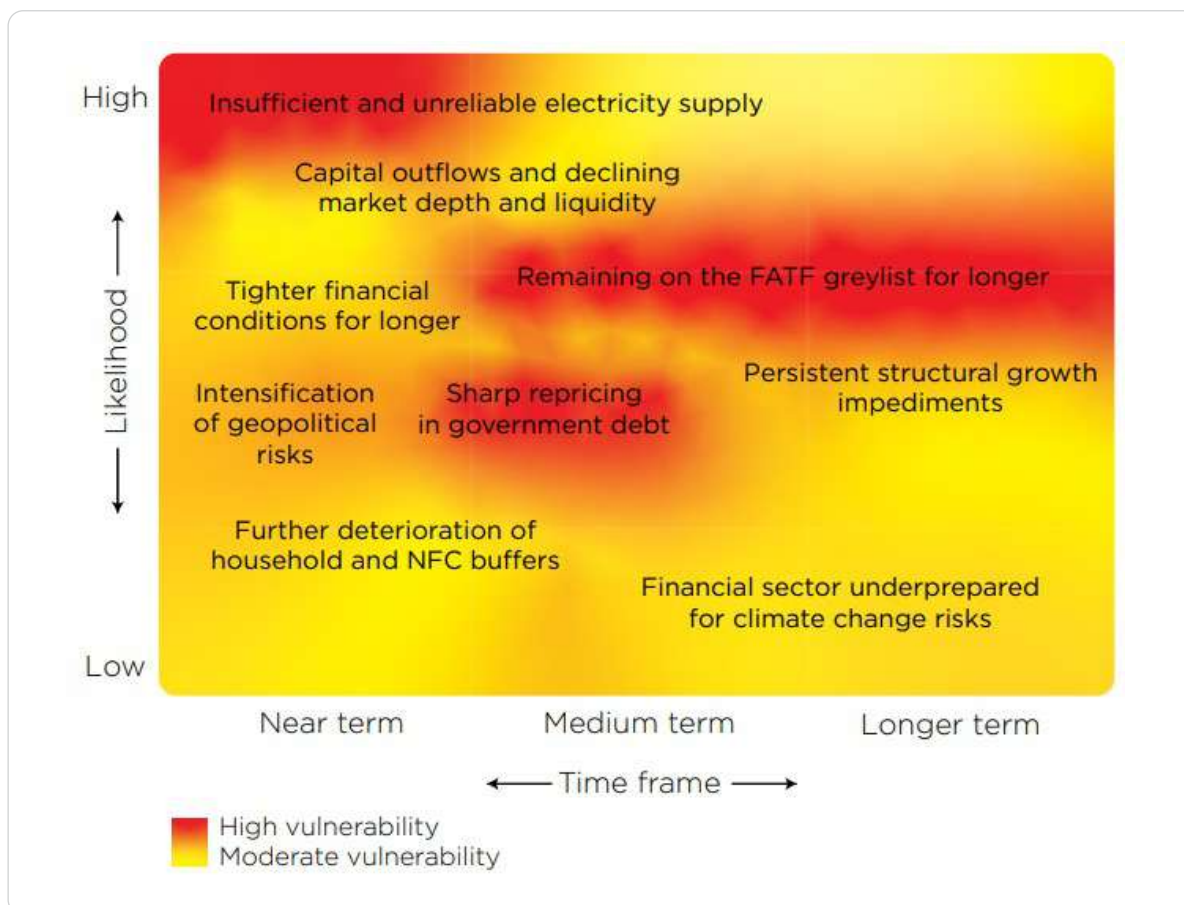 High
Insufficient and unreliable electricity supply
Capital outflows and declining
market depth and liquidity
Remaining on the FATF greylist for longer
Tighter financial
conditions for longer
Likelihood
Persistent structural growth
impediments
Intensification
of geopolitical
risks
Sharp repricing
in government debt
Further deterioration of
household and NFC buffers
Financial sector underprepared
for climate change risks
Low
Near term
Medium term
Longer term
Time frame
High vulnerability
Moderate vulnerability